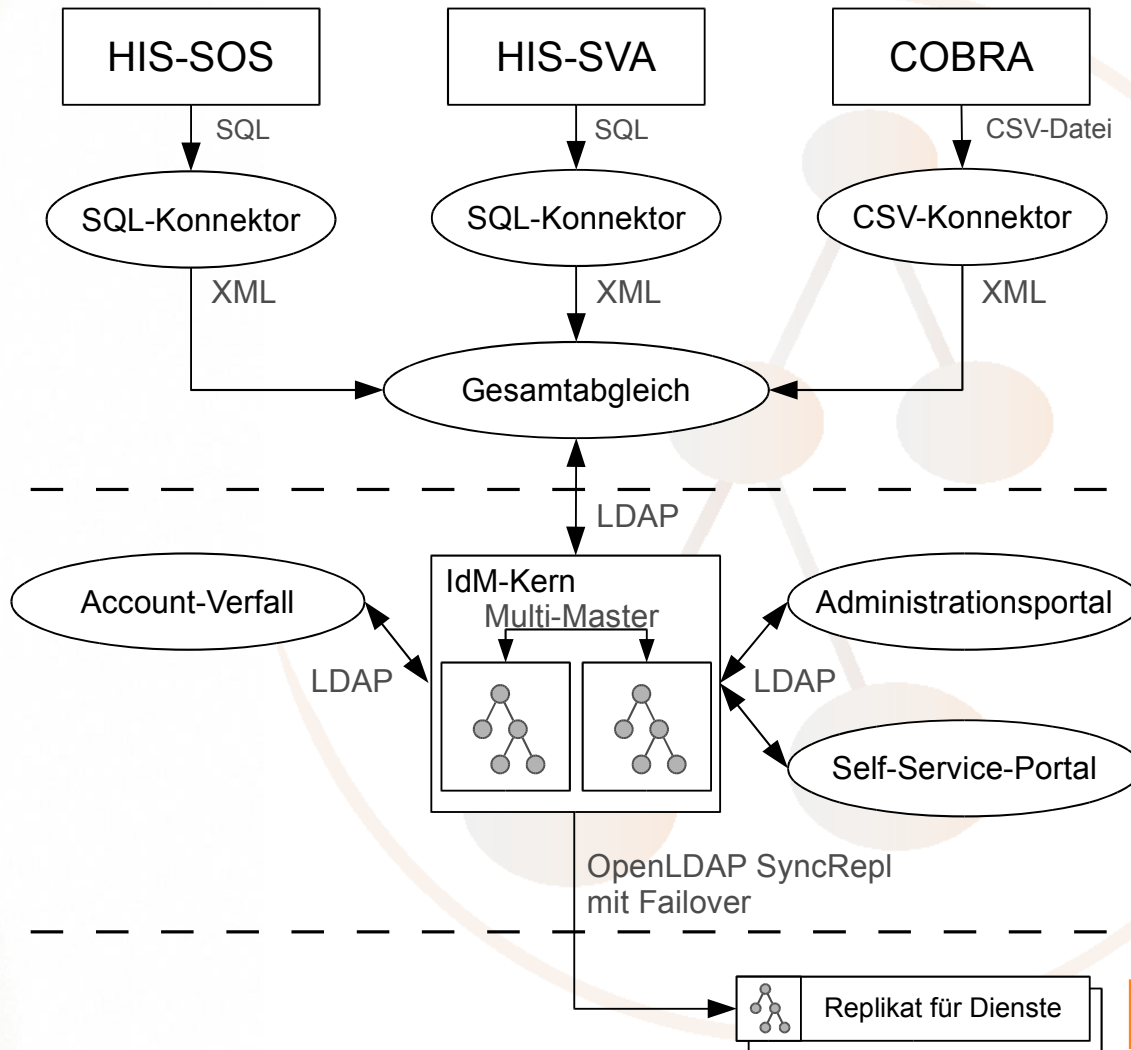 HIS-SOS
HIS-SVA
COBRA
SQL
SQL
CSV-Datei
SQL-Konnektor
SQL-Konnektor
CSV-Konnektor
XML
XML
XML
Gesamtabgleich
LDAP
Account-Verfall
IdM-Kern
Multi-Master
Administrationsportal
LDAP
LDAP
Self-Service-Portal
OpenLDAP SyncRepl
mit Failover
Replikat für Dienste